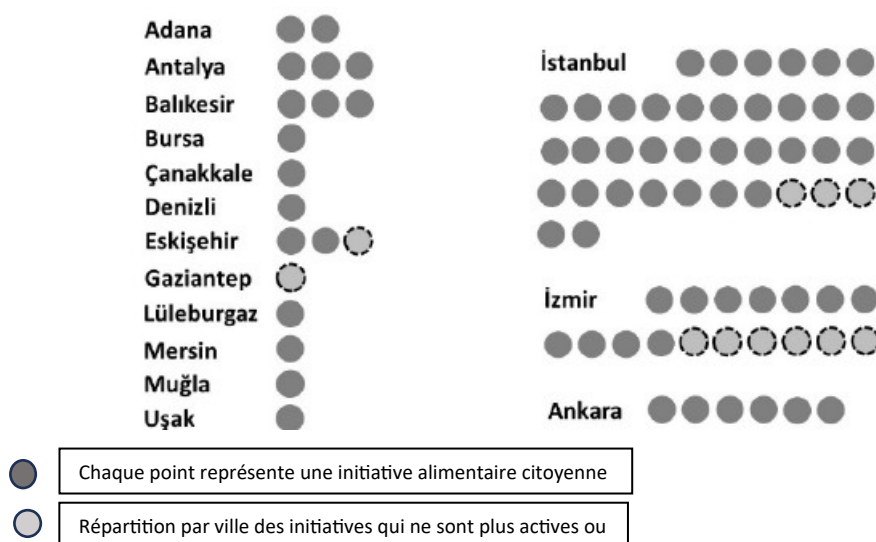 Adana
Antalya
Balıkesir
Bursa
Çanakkale
Denizli
Eskişehir
Gaziantep
Lüleburgaz
Mersin
Muğla
Uşak
İstanbul
İzmir
Ankara
Chaque point représente une initiative alimentaire citoyenne
Répartition par ville des initiatives qui ne sont plus actives ou